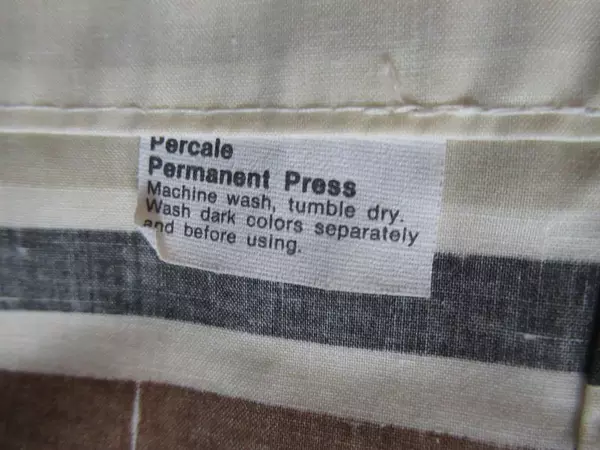 Percale
Permanent Press
Machine wash, tumble dry.
Wash dark colors separately
and before using.